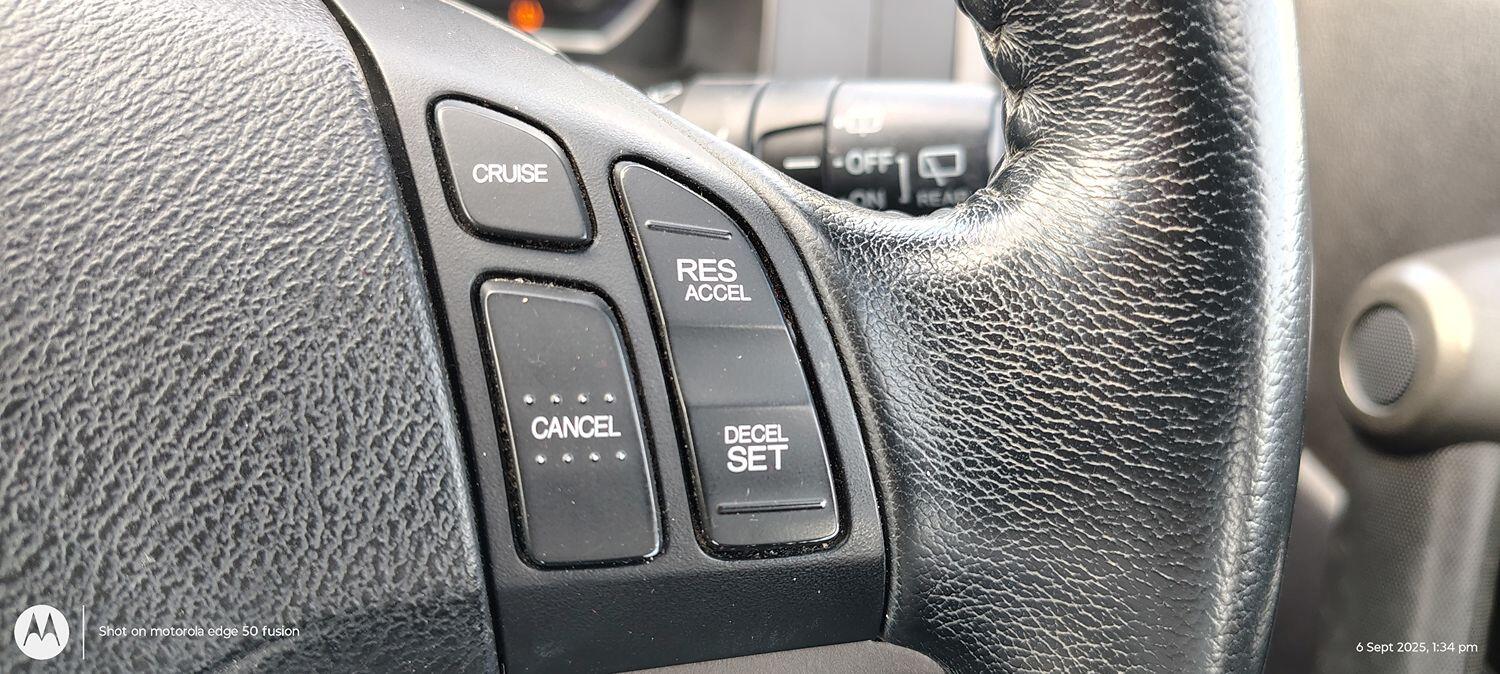 CRUISE
RES
ACCEL
CANCEL
DECEL
SET
OFF
ON
REAR
Shot on motorola edge 50 fusion
6 Sept 2025, 1:34 pm